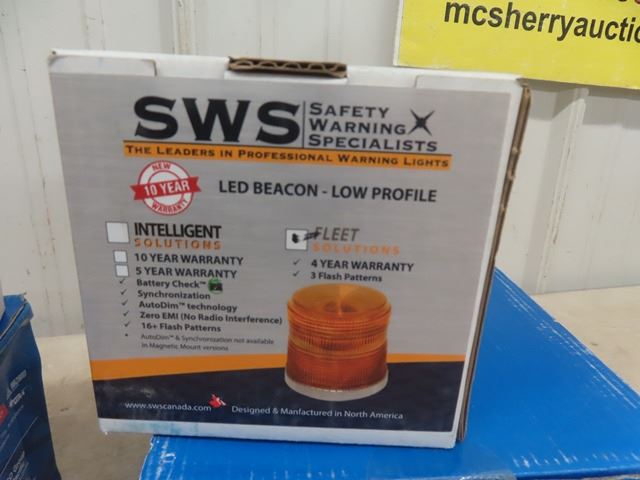 mcsherryauctio
SWS SAFETY
WARNING
SPECIALISTS
THE LEADERS IN PROFESSIONAL WARNING LIGHTS
NEW
10 YEAR
WARRANTY
LED BEACON - LOW PROFILE
INTELLIGENT
SOLUTIONS
10 YEAR WARRANTY
5 YEAR WARRANTY
Battery Check™
Synchronization
AutoDim™ technology
Zero EMI (No Radio Interference)
16+ Flash Patterns
AutoDim™ & Synchronization not available
in Magnetic Mount versions
FLEET
SOLUTIONS
4 YEAR WARRANTY
3 Flash Patterns
www.swscanada.com
Designed & Manfactured in North America